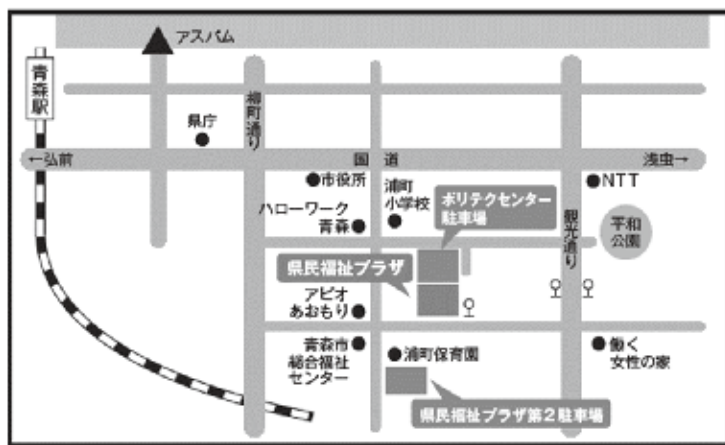 アスパム
青森駅
県庁
柳町通り
←弘前
国道
浅虫→
市役所
浦町
小学校
ポリテクセンター
駐車場
NTT
ハローワーク
青森
観光通り
平和
公園
県民福祉プラザ
アピオ
あおもり
青森市
総合福祉
センター
浦町保育園
働く
女性の家
県民福祉プラザ第2駐車場